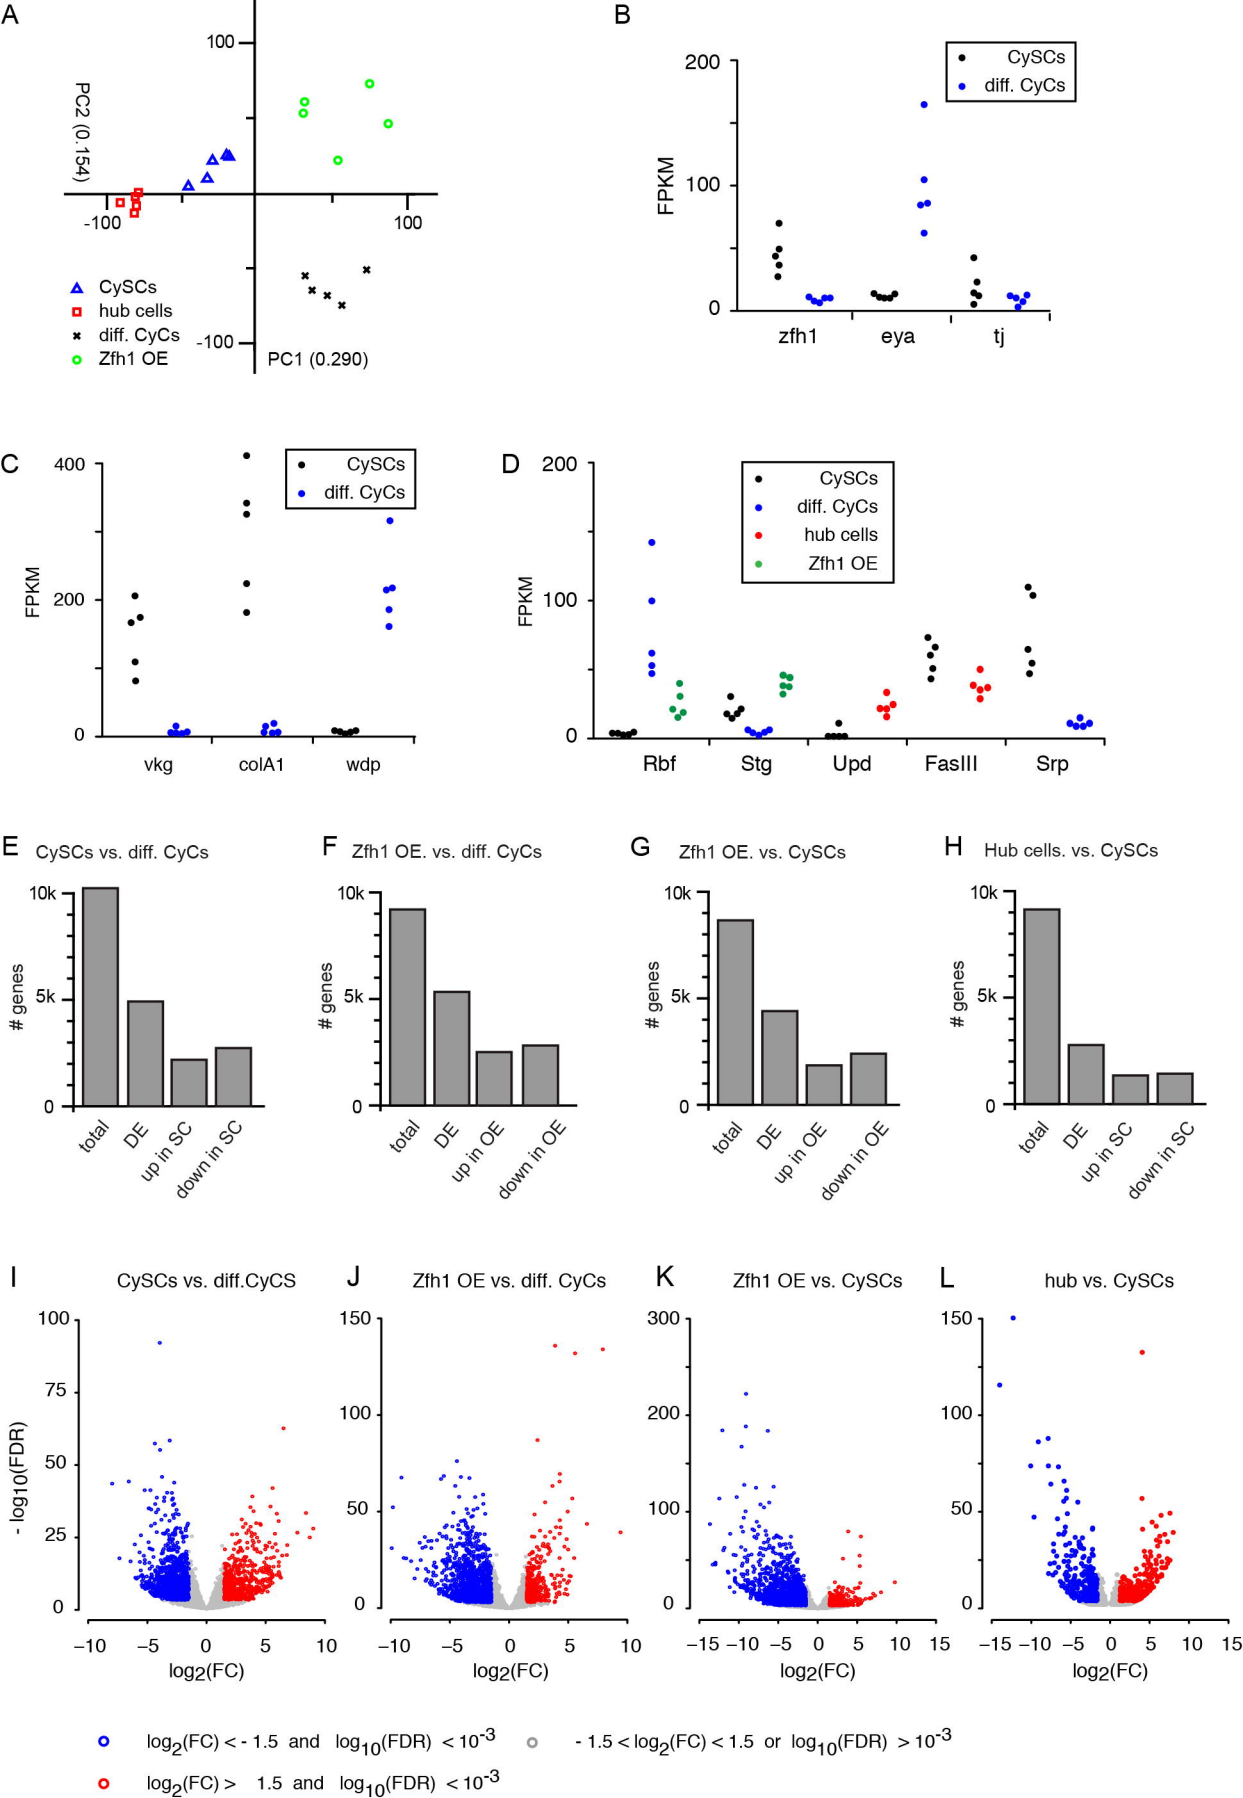 A
100
PC2 (0.154)
-100
100
-100
PC1 (0.290)
CySCs
hub cells
diff. CyCs
Zfh1 OE
B
200
100
0
FPKM
CySCs
diff. CyCs
zfh1
eya
tj
C
400
200
0
FPKM
CySCs
diff. CyCs
vkg
colA1
wdp
D
200
100
0
FPKM
CySCs
diff. CyCs
hub cells
Zfh1 OE
Rbf
Stg
Upd
FasIII
Srp
E
CySCs vs. diff. CyCs
10k
5k
0
# genes
total
DE
up in SC
down in SC
F
Zfh1 OE. vs. diff. CyCs
10k
5k
0
# genes
total
DE
up in OE
down in OE
G
Zfh1 OE. vs. CySCs
10k
5k
0
# genes
total
DE
up in OE
down in OE
H
Hub cells. vs. CySCs
10k
5k
0
# genes
total
DE
up in SC
down in SC
I
CySCs vs. diff.CyCS
100
75
50
25
0
- log10(FDR)
−10 −5 0 5 10
log2(FC)
J
Zfh1 OE vs. diff. CyCs
150
100
50
0
−10 −5 0 5 10
log2(FC)
K
Zfh1 OE vs. CySCs
300
200
100
0
−15 −10 −5 0 5 10 15
log2(FC)
L
hub vs. CySCs
150
100
50
0
−15 −10 −5 0 5 10 15
log2(FC)
log2(FC) < - 1.5 and log10(FDR) < 10-3
- 1.5 < log2(FC) < 1.5 or log10(FDR) > 10-3
log2(FC) > 1.5 and log10(FDR) < 10-3